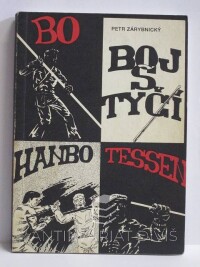 BO
PETR ZÁRYBNICKÝ
BOJ
S
TYČÍ
HANBO
TESSEN